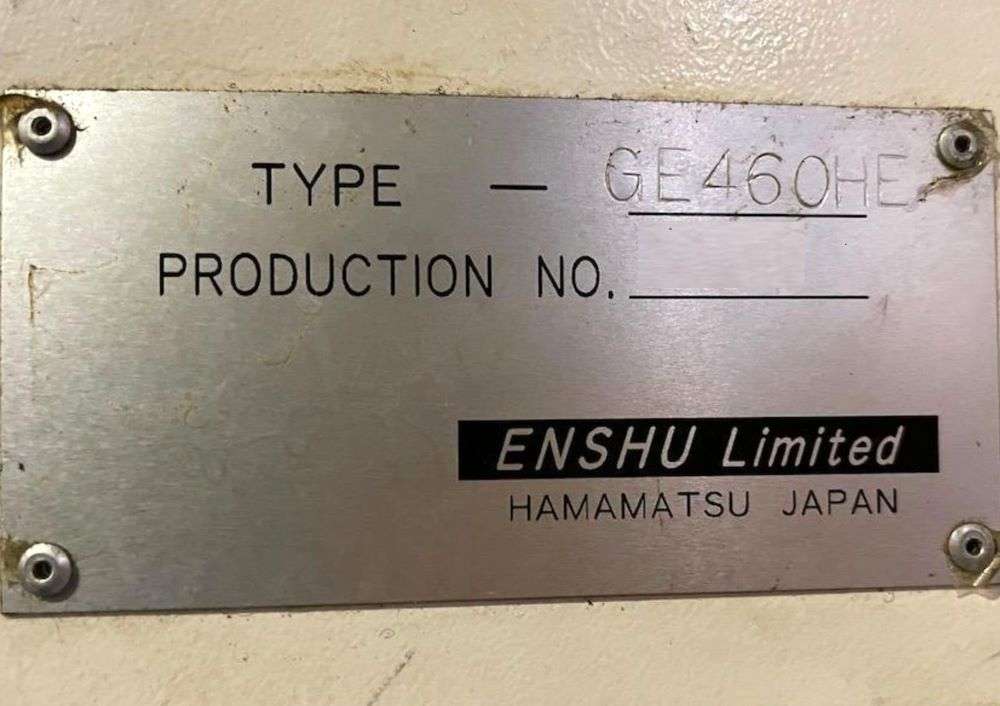 TYPE — GE460HE
PRODUCTION NO.
ENSHU Limited
HAMAMATSU JAPAN